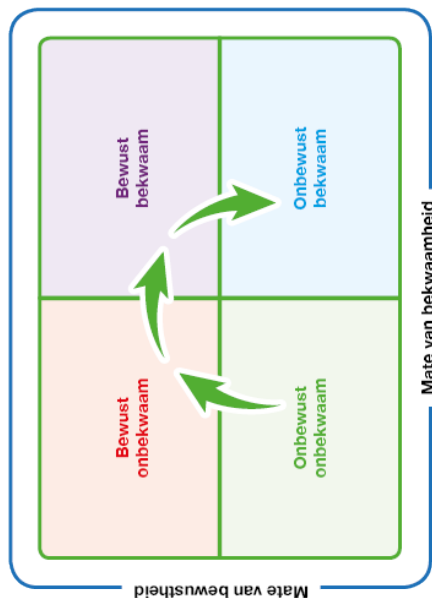 Mate van bewustheid
Bewust
onbekwaam
Bewust
bekwaam
Onbewust
onbekwaam
Onbewust
bekwaam
Mate van bekwaamheid